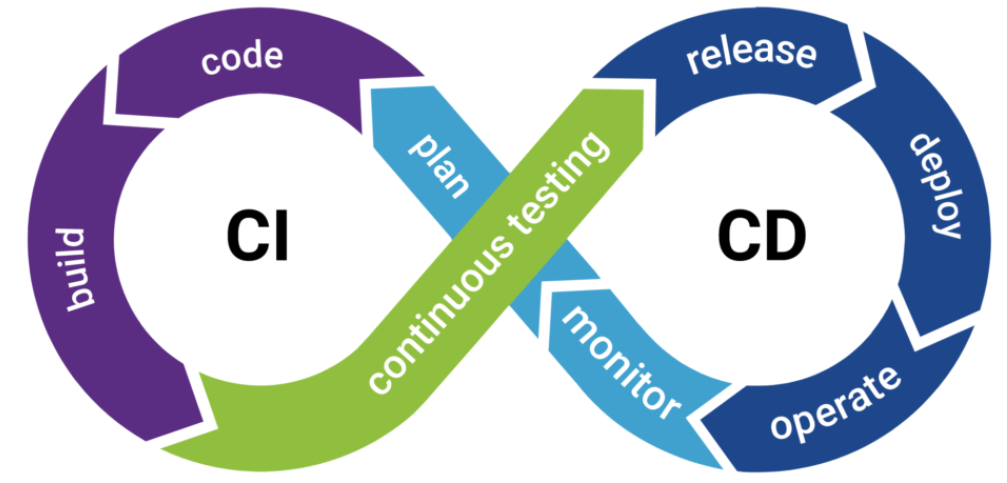 code
build
CI
plan
continuous testing
release
deploy
CD
operate
monitor